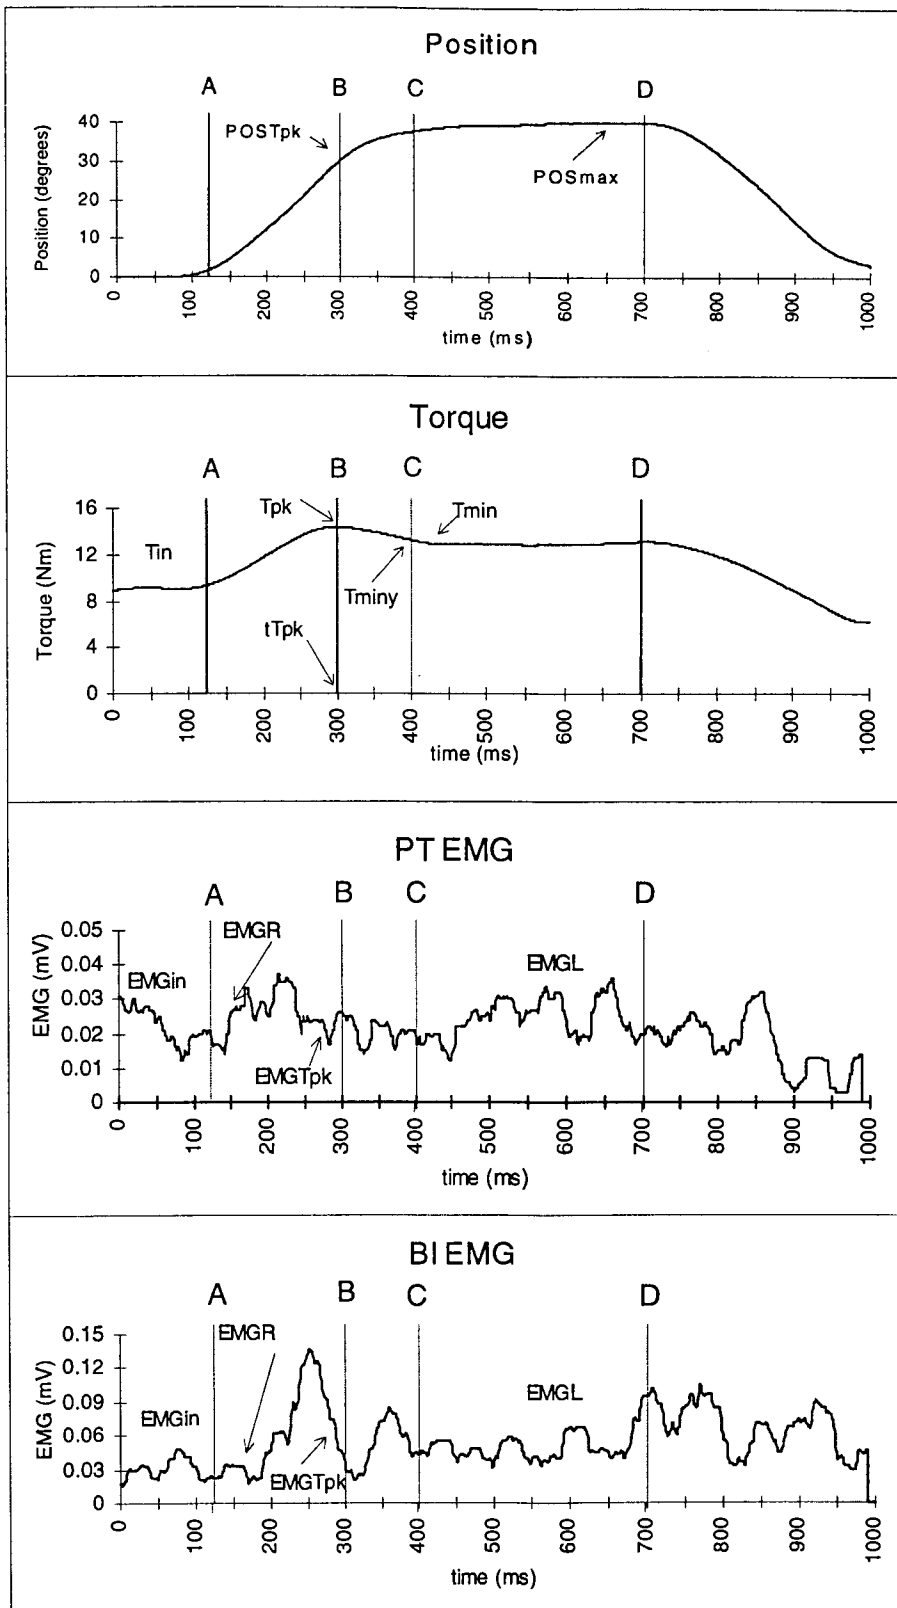 Position
A B C D
POSTpk
POSmax
Position (degrees)
40
30
20
10
0
0 100 200 300 400 500 600 700 800 900 1000
time (ms)
Torque
A B C D
Tin
Tpk
Tmin
Tminy
tTpk
Torque (Nm)
16
12
8
4
0
0 100 200 300 400 500 600 700 800 900 1000
time (ms)
PT EMG
A B C D
EMGin
EMGR
EMGL
EMGTpk
EMG (mV)
0.05
0.04
0.03
0.02
0.01
0
0 100 200 300 400 500 600 700 800 900 1000
time (ms)
BI EMG
A B C D
EMGin
EMGR
EMGL
EMGTpk
EMG (mV)
0.15
0.12
0.09
0.06
0.03
0
0 100 200 300 400 500 600 700 800 900 1000
time (ms)